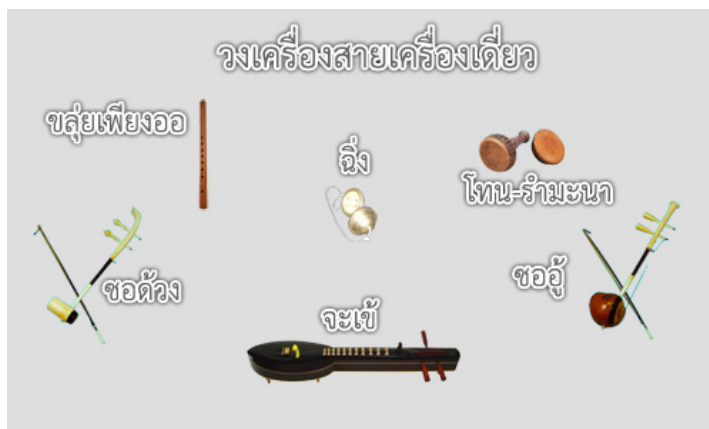 วงเครื่องสายเครื่องเดี่ยว
ขลุ่ยเพียงออ
ฉิ่ง
โทน-รำมะนา
ซอด้วง
ซออู้
จะเข้